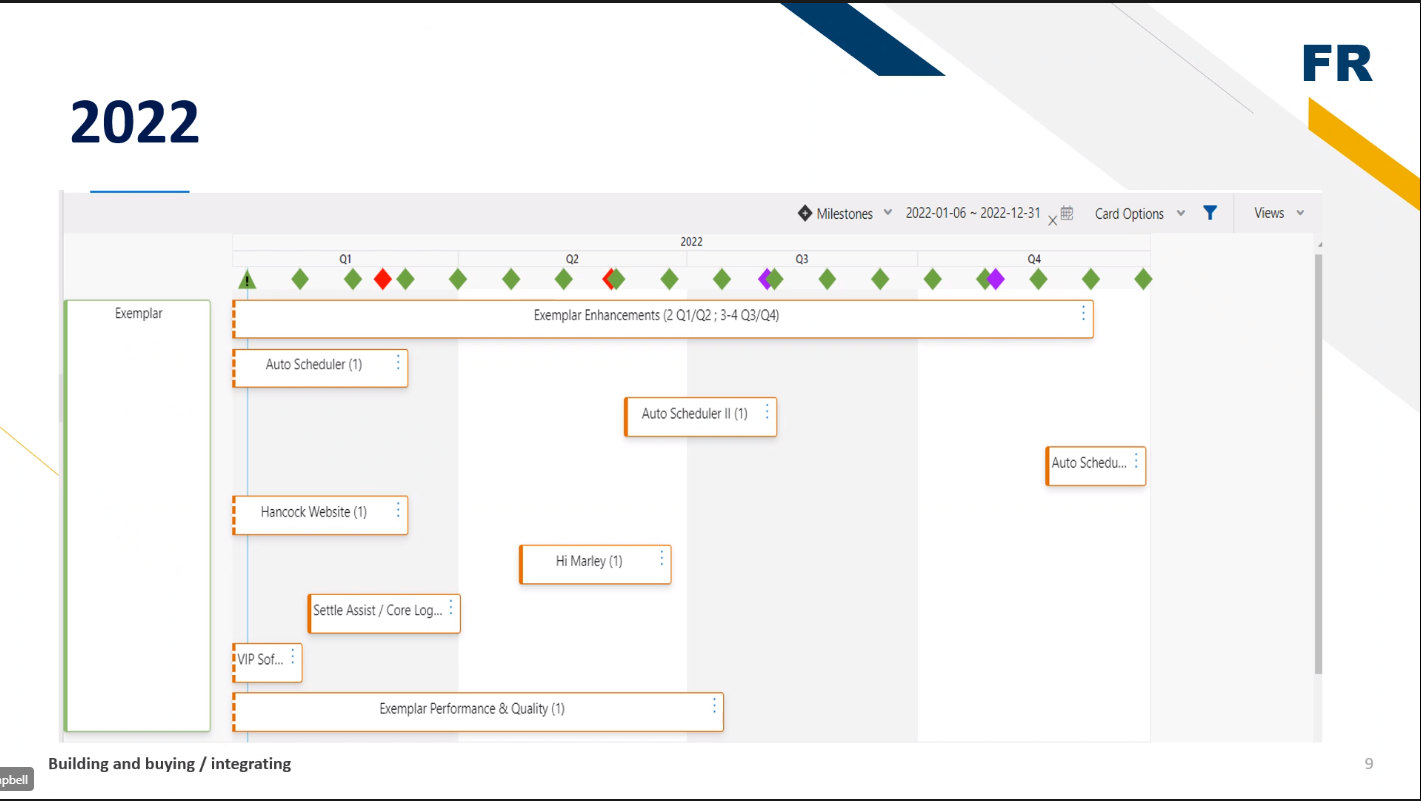 FR
2022
Milestones 2022-01-06 ~ 2022-12-31 Card Options Views
2022
Q1 Q2 Q3 Q4
Exemplar
Exemplar Enhancements (2 Q1/Q2 ; 3-4 Q3/Q4)
Auto Scheduler (1)
Auto Scheduler II (1)
Auto Schedu...
Hancock Website (1)
Hi Marley (1)
Settle Assist / Core Log...
VIP Sof...
Exemplar Performance & Quality (1)
Building and buying / integrating
9
mpbell